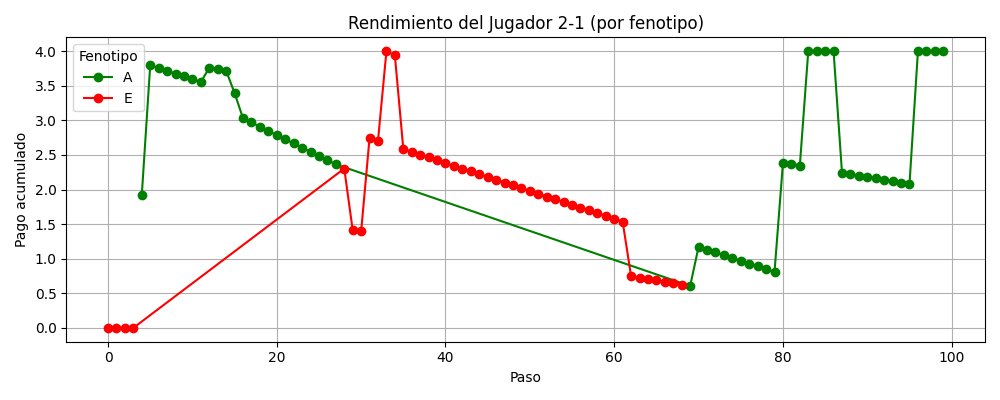 Rendimiento del Jugador 2-1 (por fenotipo)
Pago acumulado
4.0
3.5
3.0
2.5
2.0
1.5
1.0
0.5
0.0
Fenotipo
A
E
0 20 40 60 80 100
Paso